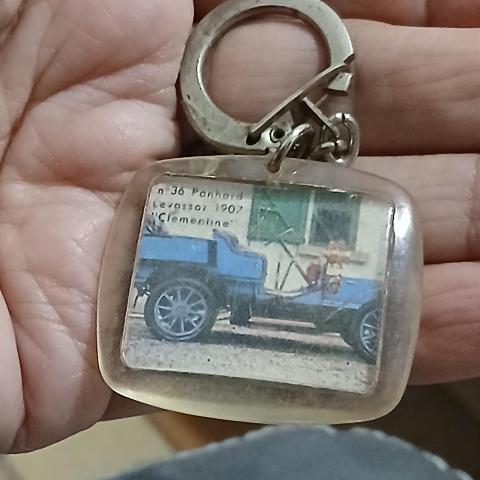 n°36 Panhard
Levassor 1907
"Clementine"